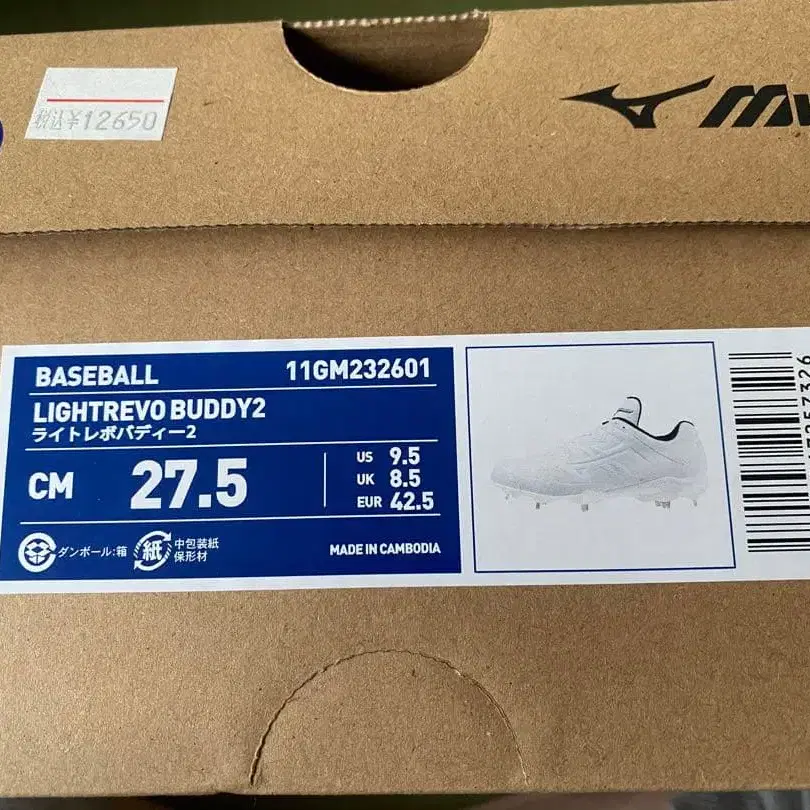 税込¥12650
BASEBALL 11GM232601
LIGHTREVO BUDDY2
ライトレボバディー2
CM 27.5
US 9.5
UK 8.5
EUR 42.5
ダンボール:箱
紙
中包装紙
保形材
MADE IN CAMBODIA